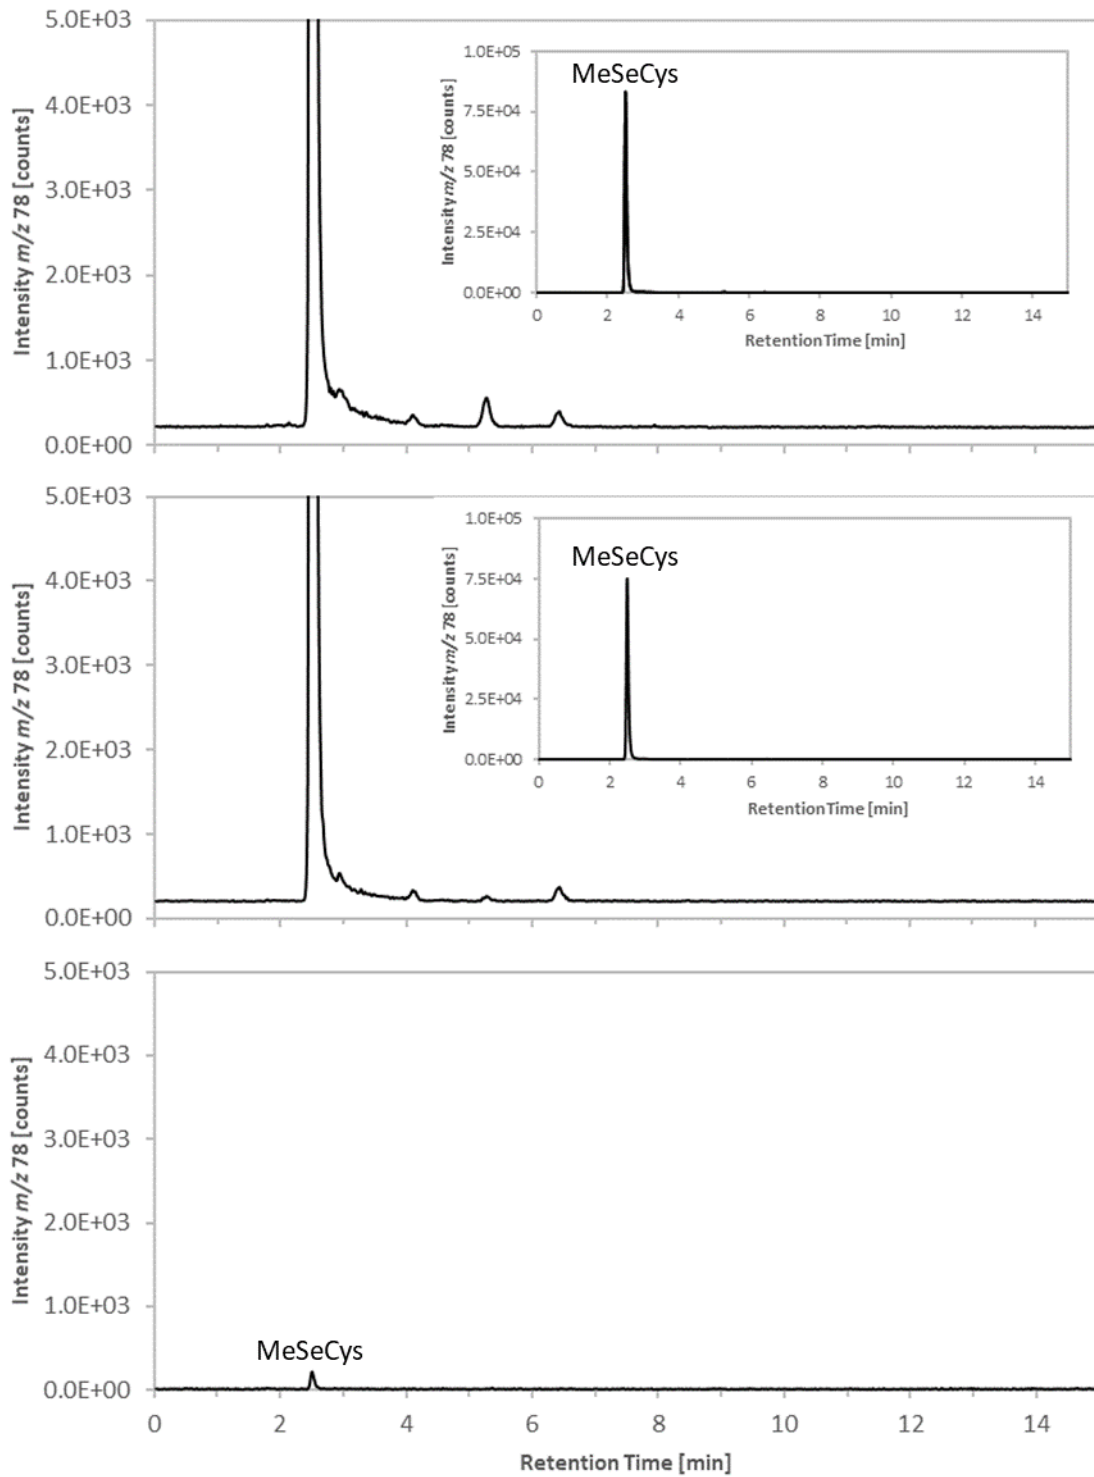 5.0E+03
4.0E+03
3.0E+03
2.0E+03
1.0E+03
0.0E+00
Intensity m/z 78 [counts]
1.0E+05
7.5E+04
5.0E+04
2.5E+04
0.0E+00
Intensity m/z 78 [counts]
MeSeCys
0 2 4 6 8 10 12 14
Retention Time [min]
5.0E+03
4.0E+03
3.0E+03
2.0E+03
1.0E+03
0.0E+00
Intensity m/z 78 [counts]
1.0E+05
7.5E+04
5.0E+04
2.5E+04
0.0E+00
Intensity m/z 78 [counts]
MeSeCys
0 2 4 6 8 10 12 14
Retention Time [min]
5.0E+03
4.0E+03
3.0E+03
2.0E+03
1.0E+03
0.0E+00
Intensity m/z 78 [counts]
MeSeCys
0 2 4 6 8 10 12 14
Retention Time [min]